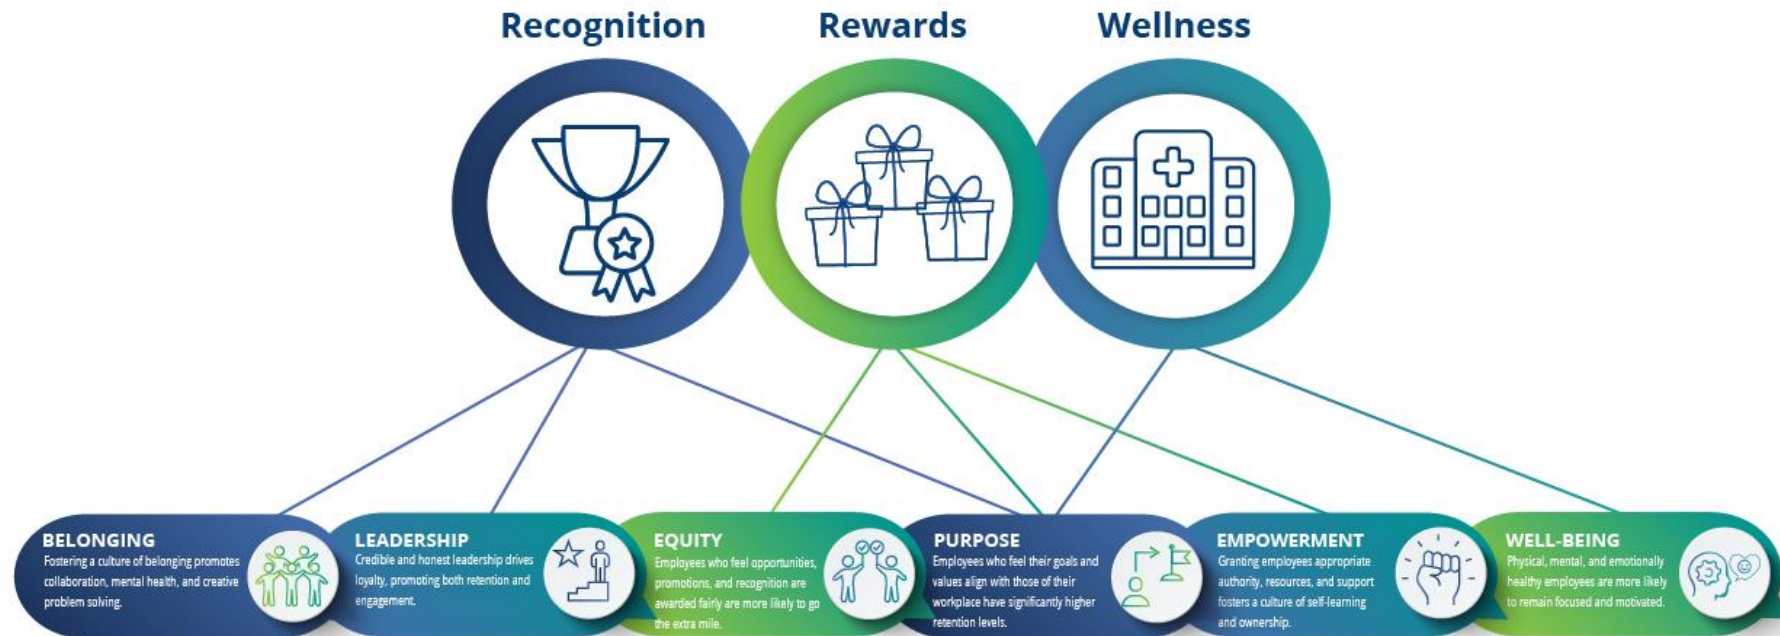 Recognition
Rewards
Wellness
BELONGING
Fostering a culture of belonging promotes
collaboration, mental health, and creative
problem solving.
LEADERSHIP
Credible and honest leadership drives
loyalty, promoting both retention and
engagement.
EQUITY
Employees who feel opportunities,
promotions, and recognition are
awarded fairly are more likely to go
the extra mile.
PURPOSE
Employees who feel their goals and
values align with those of their
workplace have significantly higher
retention levels.
EMPOWERMENT
Granting employees appropriate
authority, resources, and support
fosters a culture of self-learning
and ownership.
WELL-BEING
Physical, mental, and emotionally
healthy employees are more likely
to remain focused and motivated.